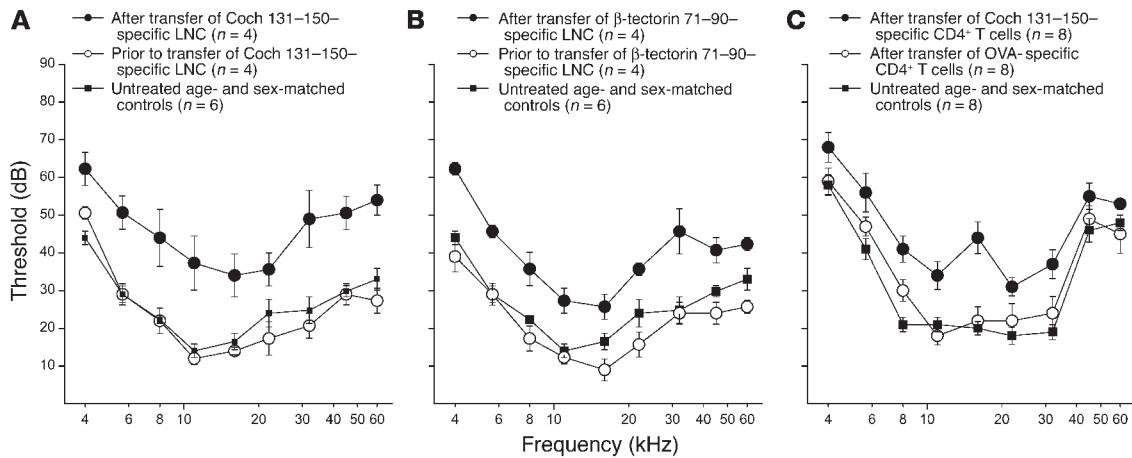 A
After transfer of Coch 131–150–
specific LNC (n = 4)
Prior to transfer of Coch 131–150–
specific LNC (n = 4)
Untreated age- and sex-matched
controls (n = 6)
B
After transfer of β-tectorin 71–90–
specific LNC (n = 4)
Prior to transfer of β-tectorin 71–90–
specific LNC (n = 4)
Untreated age- and sex-matched
controls (n = 6)
C
After transfer of Coch 131–150–
specific CD4+ T cells (n = 8)
After transfer of OVA-specific
CD4+ T cells (n = 8)
Untreated age- and sex-matched
controls (n = 8)
Threshold (dB)
90
80
70
60
50
40
30
20
10
4 6 8 10 20 30 40 50 60
4 6 8 10 20 30 40 50 60
4 6 8 10 20 30 40 50 60
Frequency (kHz)